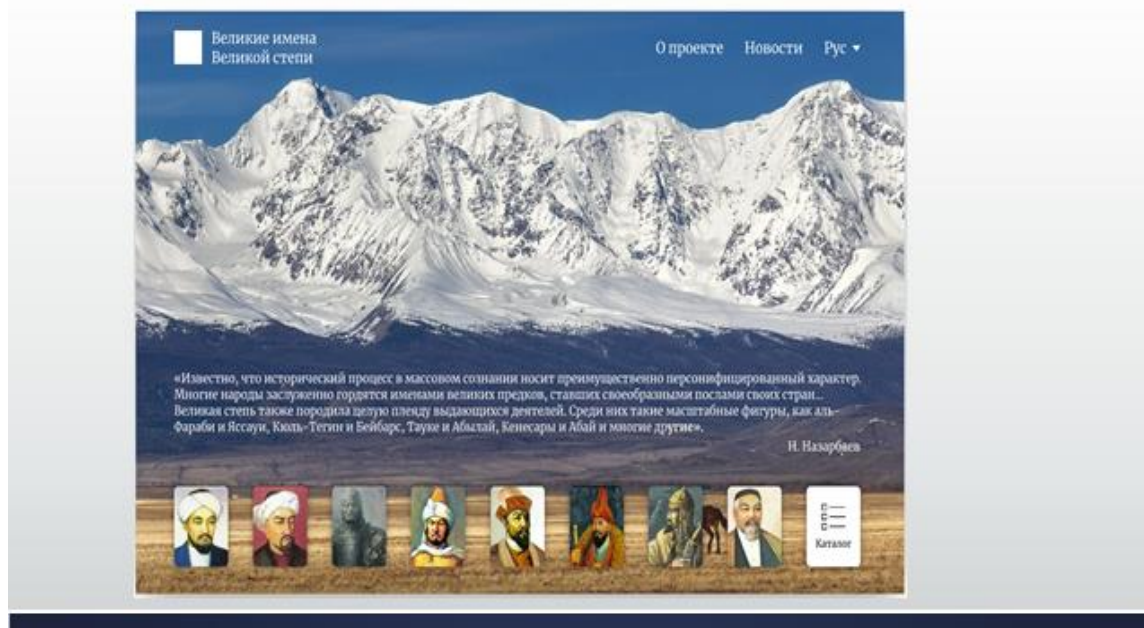 Великие имена
Великой степи
О проекте Новости Рус
«Известно, что исторический процесс в массовом сознании носит преимущественно персонифицированный характер.
Многие народы заслуженно гордятся именами великих предков, ставших своеобразными послами своих стран...
Великая степь также породила целую плеяду выдающихся деятелей. Среди них такие масштабные фигуры, как аль-
Фараби и Яссауи, Кюль-Тегин и Бейбарс, Тауке и Абылай, Кенесары и Абай и многие другие».
Н. Назарбаев
Каталог